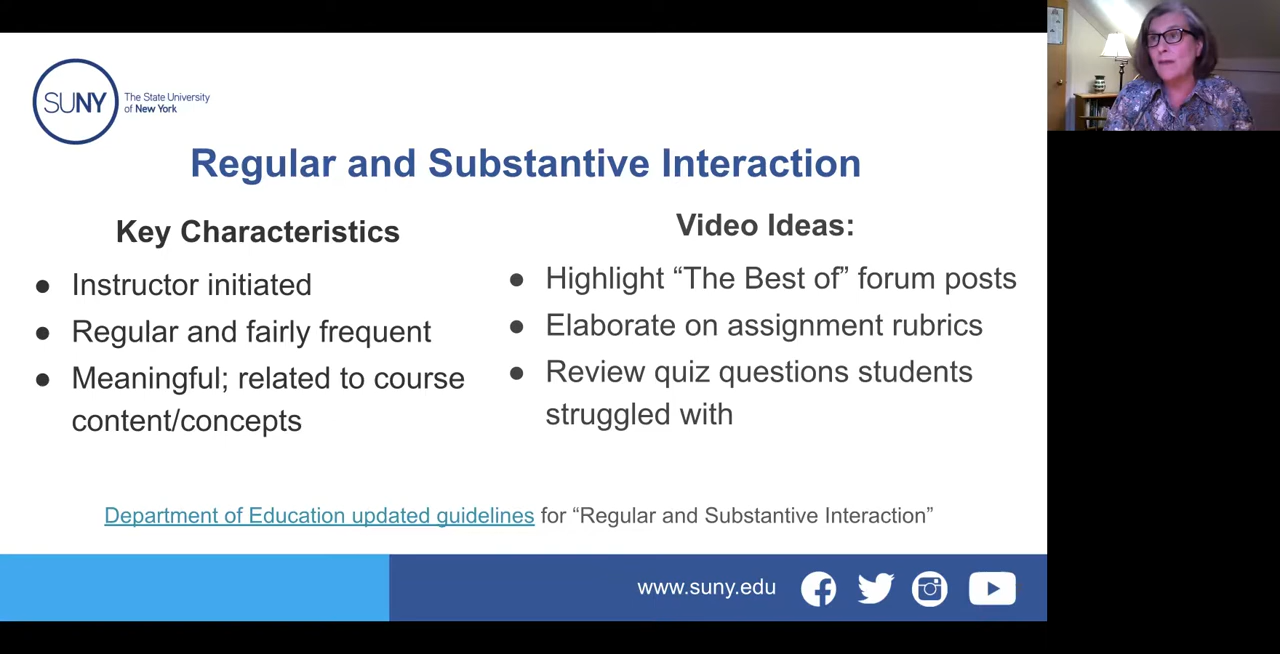 SUNY
The State University
of New York
Regular and Substantive Interaction
Key Characteristics
● Instructor initiated
● Regular and fairly frequent
● Meaningful; related to course
content/concepts
Video Ideas:
● Highlight “The Best of” forum posts
● Elaborate on assignment rubrics
● Review quiz questions students
struggled with
Department of Education updated guidelines for “Regular and Substantive Interaction”
www.suny.edu